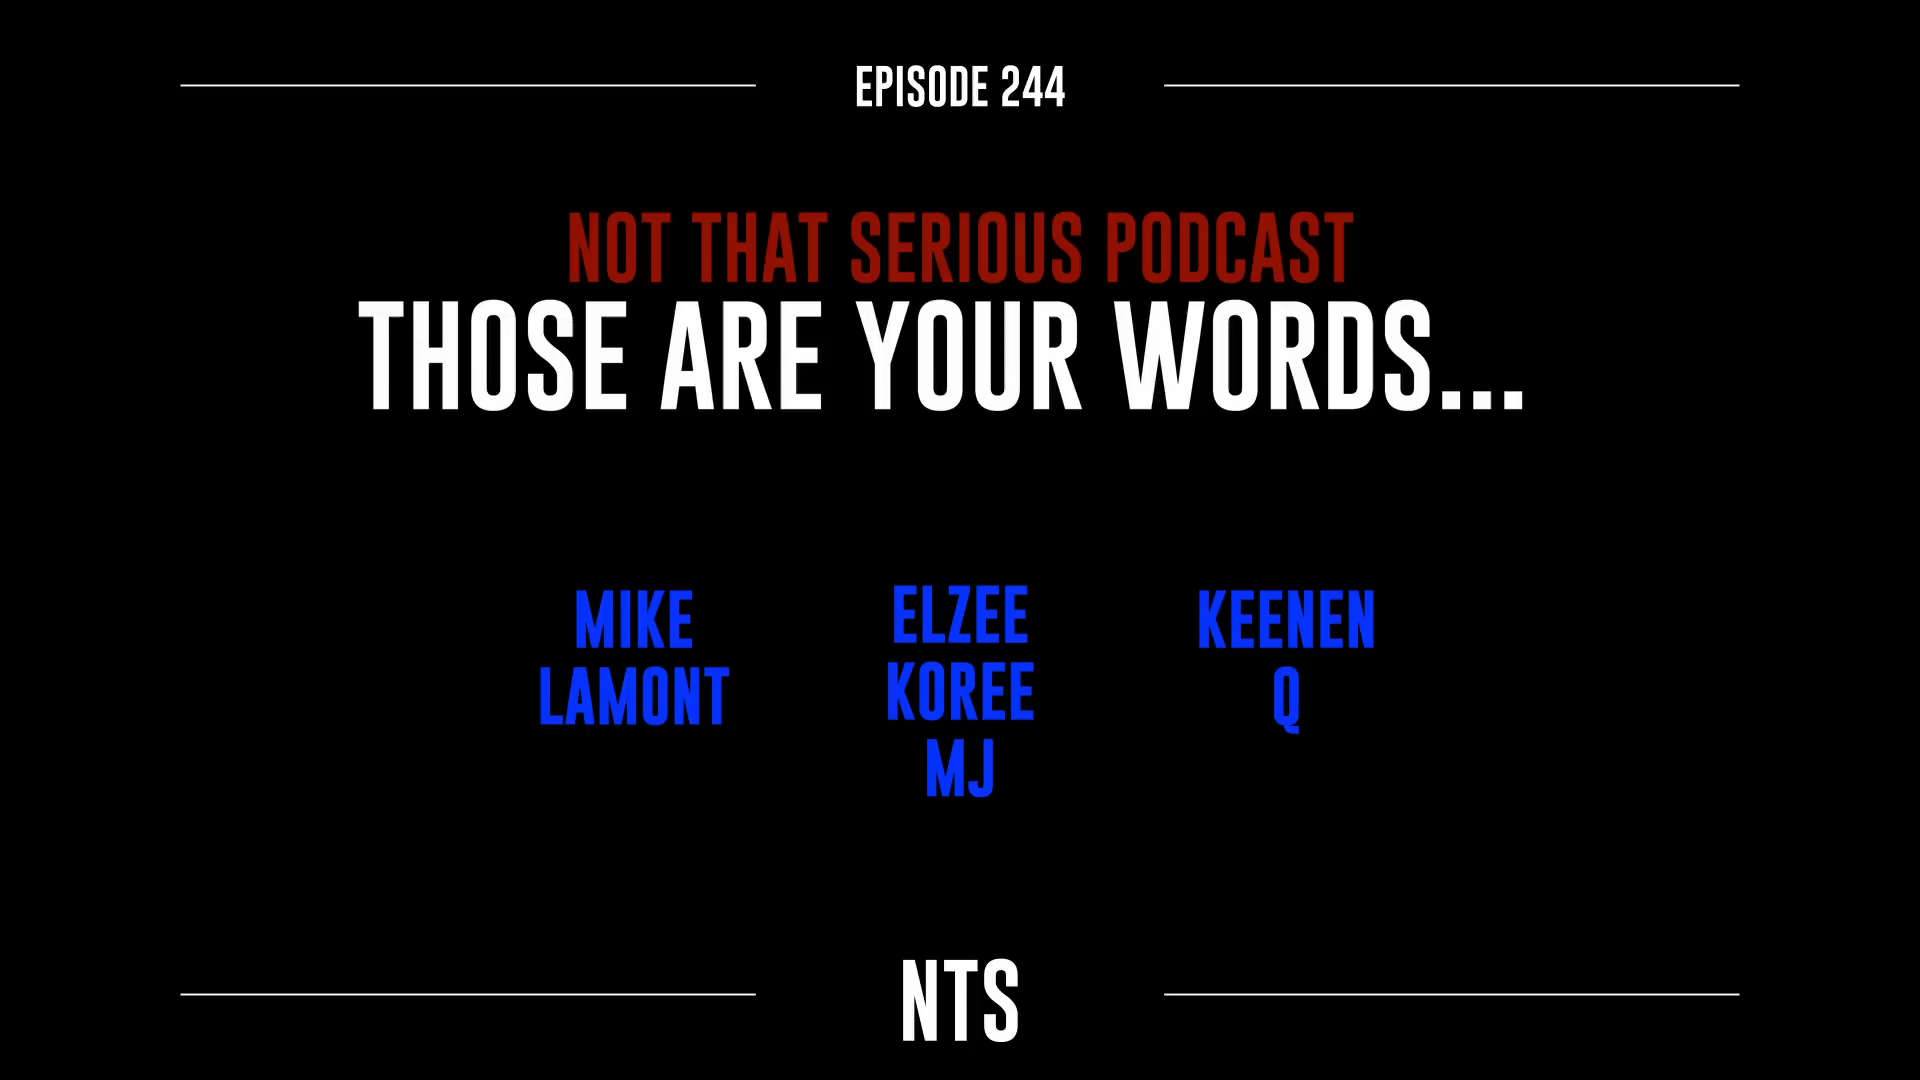 EPISODE 244
NOT THAT SERIOUS PODCAST
THOSE ARE YOUR WORDS...
MIKE
LAMONT
ELZEE
KOREE
MJ
KEENEN
Q
NTS